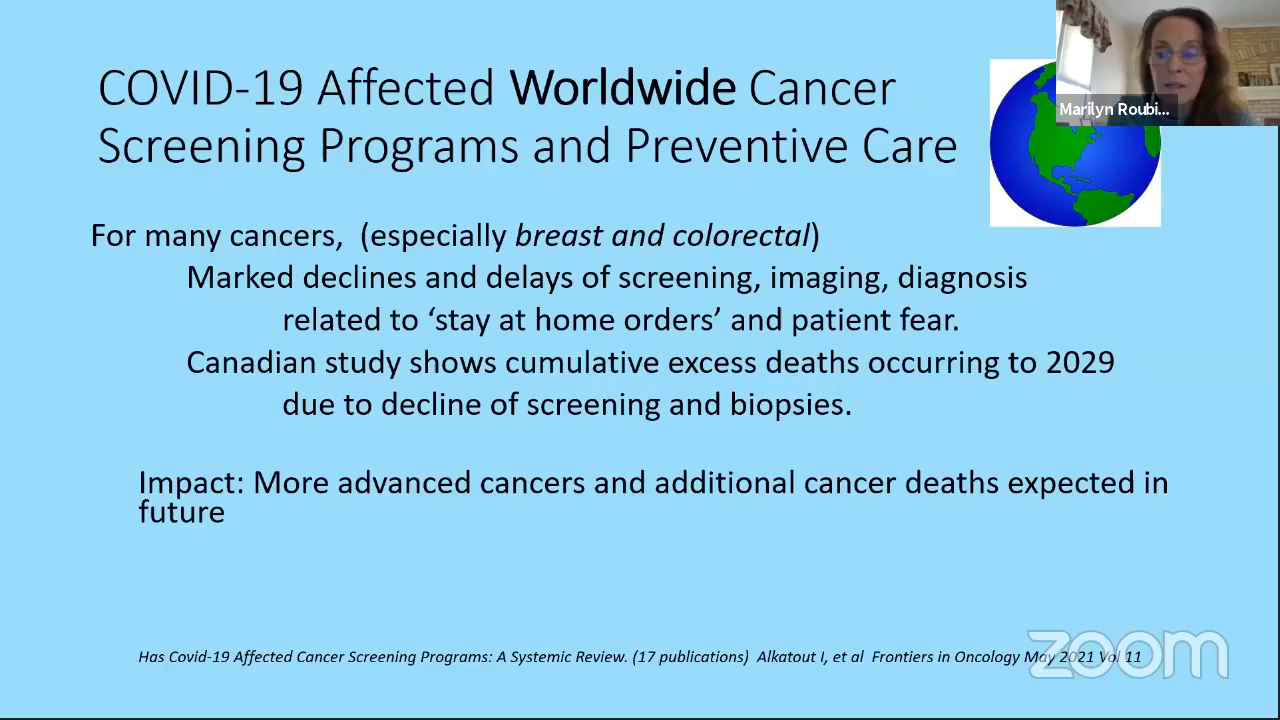 COVID-19 Affected Worldwide Cancer
Screening Programs and Preventive Care
Marilyn Roubi...
For many cancers,  (especially breast and colorectal)
Marked declines and delays of screening, imaging, diagnosis
related to ‘stay at home orders’ and patient fear.
Canadian study shows cumulative excess deaths occurring to 2029
due to decline of screening and biopsies.
Impact: More advanced cancers and additional cancer deaths expected in
future
Has Covid-19 Affected Cancer Screening Programs: A Systemic Review. (17 publications)  Alkatout I, et al  Frontiers in Oncology May 2021 Vol 11
zoom